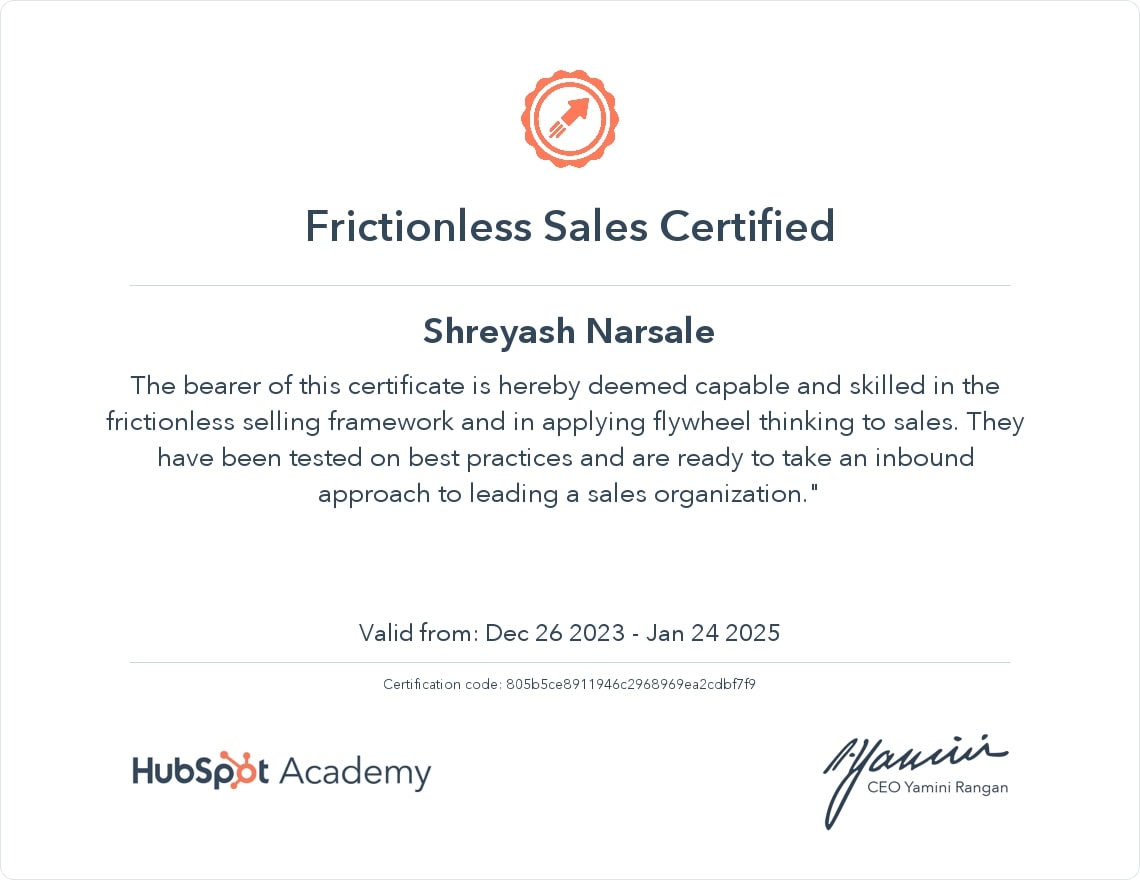 Frictionless Sales Certified
Shreyash Narsale
The bearer of this certificate is hereby deemed capable and skilled in the
frictionless selling framework and in applying flywheel thinking to sales. They
have been tested on best practices and are ready to take an inbound
approach to leading a sales organization."
Valid from: Dec 26 2023 - Jan 24 2025
Certification code: 805b5ce8911946c2968969ea2cdbf7f9
HubSpot Academy
CEO Yamini Rangan